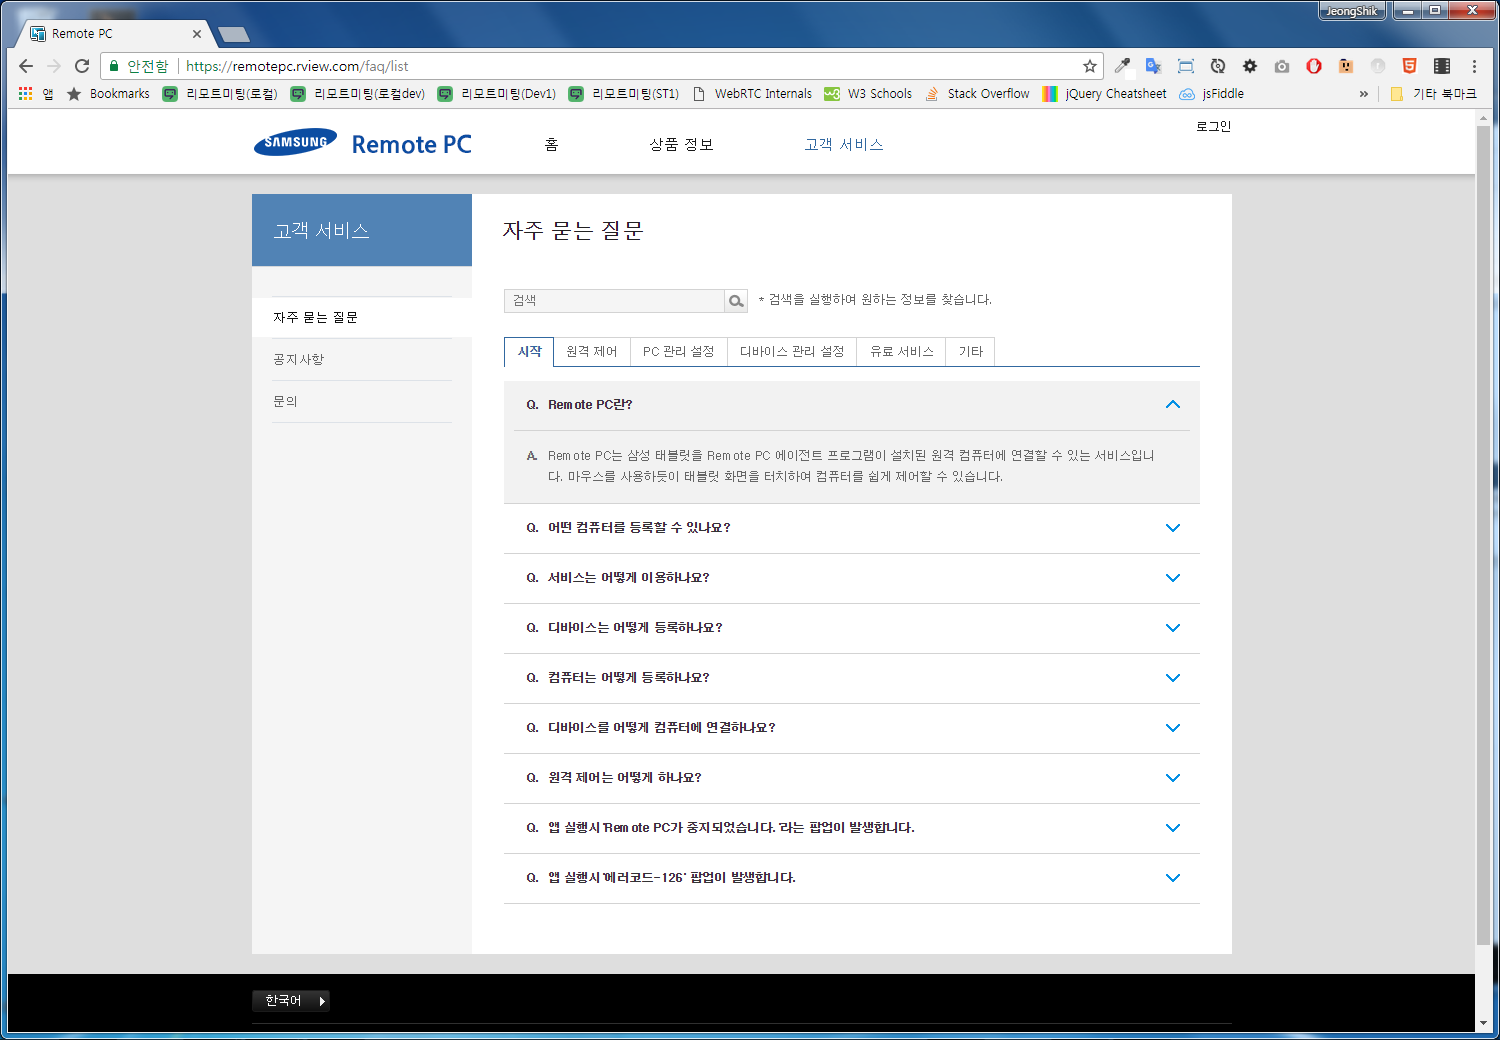 JeongShik
Remote PC
안전함 https://remotepc.rview.com/faq/list
앱 Bookmarks 리모트미팅(로컬) 리모트미팅(로컬dev) 리모트미팅(Dev1) 리모트미팅(ST1) WebRTC Internals W3 Schools Stack Overflow jQuery Cheatsheet jsFiddle » 기타 북마크
로그인
SAMSUNG Remote PC 홈 상품 정보 고객 서비스
고객 서비스
자주 묻는 질문
공지사항
문의
자주 묻는 질문
검색 * 검색을 실행하여 원하는 정보를 찾습니다.
시작 원격 제어 PC 관리 설정 디바이스 관리 설정 유료 서비스 기타
Q. Remote PC란?
A. Remote PC는 삼성 태블릿을 Remote PC 에이전트 프로그램이 설치된 원격 컴퓨터에 연결할 수 있는 서비스입니
다. 마우스를 사용하듯이 태블릿 화면을 터치하여 컴퓨터를 쉽게 제어할 수 있습니다.
Q. 어떤 컴퓨터를 등록할 수 있나요?
Q. 서비스는 어떻게 이용하나요?
Q. 디바이스는 어떻게 등록하나요?
Q. 컴퓨터는 어떻게 등록하나요?
Q. 디바이스를 어떻게 컴퓨터에 연결하나요?
Q. 원격 제어는 어떻게 하나요?
Q. 앱 실행시 'Remote PC가 중지되었습니다.'라는 팝업이 발생합니다.
Q. 앱 실행시 '에러코드-126' 팝업이 발생합니다.
한국어